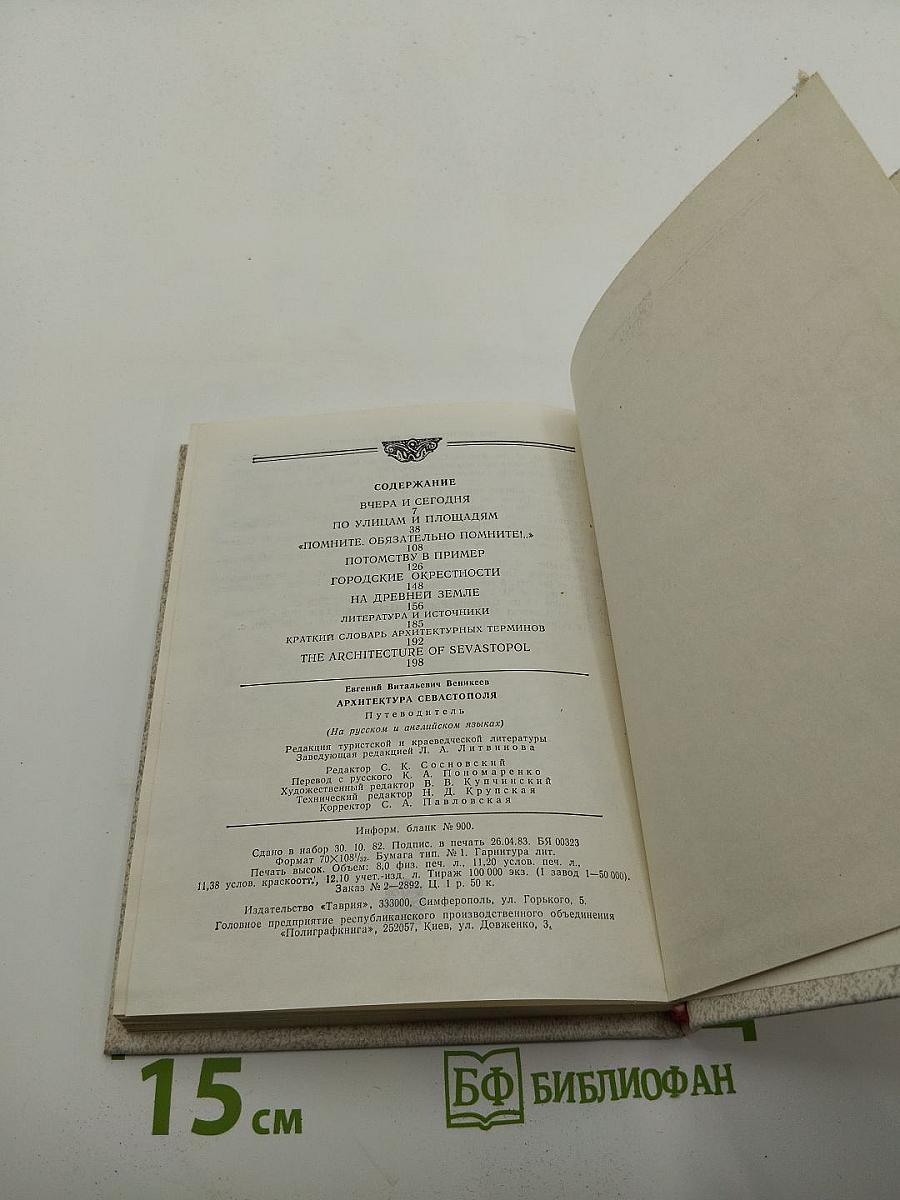 СОДЕРЖАНИЕ
ВЧЕРА И СЕГОДНЯ
7
ПО УЛИЦАМ И ПЛОЩАДЯМ
38
«ПОМНИТЕ, ОБЯЗАТЕЛЬНО ПОМНИТЕ!..»
108
ПОТОМСТВУ В ПРИМЕР
126
ГОРОДСКИЕ ОКРЕСТНОСТИ
148
НА ДРЕВНЕЙ ЗЕМЛЕ
156
ЛИТЕРАТУРА И ИСТОЧНИКИ
185
КРАТКИЙ СЛОВАРЬ АРХИТЕКТУРНЫХ ТЕРМИНОВ
192
THE ARCHITECTURE OF SEVASTOPOL
198
Евгений Витальевич Веникеев
АРХИТЕКТУРА СЕВАСТОПОЛЯ
Путеводитель
(На русском и английском языках)
Редакция туристской и краеведческой литературы
Заведующая редакцией Л. А. Литвинова
Редактор С. К. Сосновский
Перевод с русского К. А. Пономаренко
Художественный редактор В. В. Купчинский
Технический редактор Н. Д. Крупская
Корректор С. А. Павловская
Информ. бланк № 900.
Сдано в набор 30. 10. 82. Подпис. в печать 26.04.83. БЯ 00323
Формат 70×108¹/₃₂. Бумага тип. № 1. Гарнитура лит.
Печать высок. Объем: 8,0 физ. печ. л., 11,20 услов. печ. л.,
11,38 услов. краскоотт., 12,10 учет.-изд. л. Тираж 100 000 экз. (1 завод 1—50 000).
Заказ № 2—2892. Ц. 1 р. 50 к.
Издательство «Таврия», 333000, Симферополь, ул. Горького, 5.
Головное предприятие республиканского производственного объединения
«Полиграфкнига», 252057, Киев, ул. Довженко, 3.
15 см
БФ БИБЛИОФАН